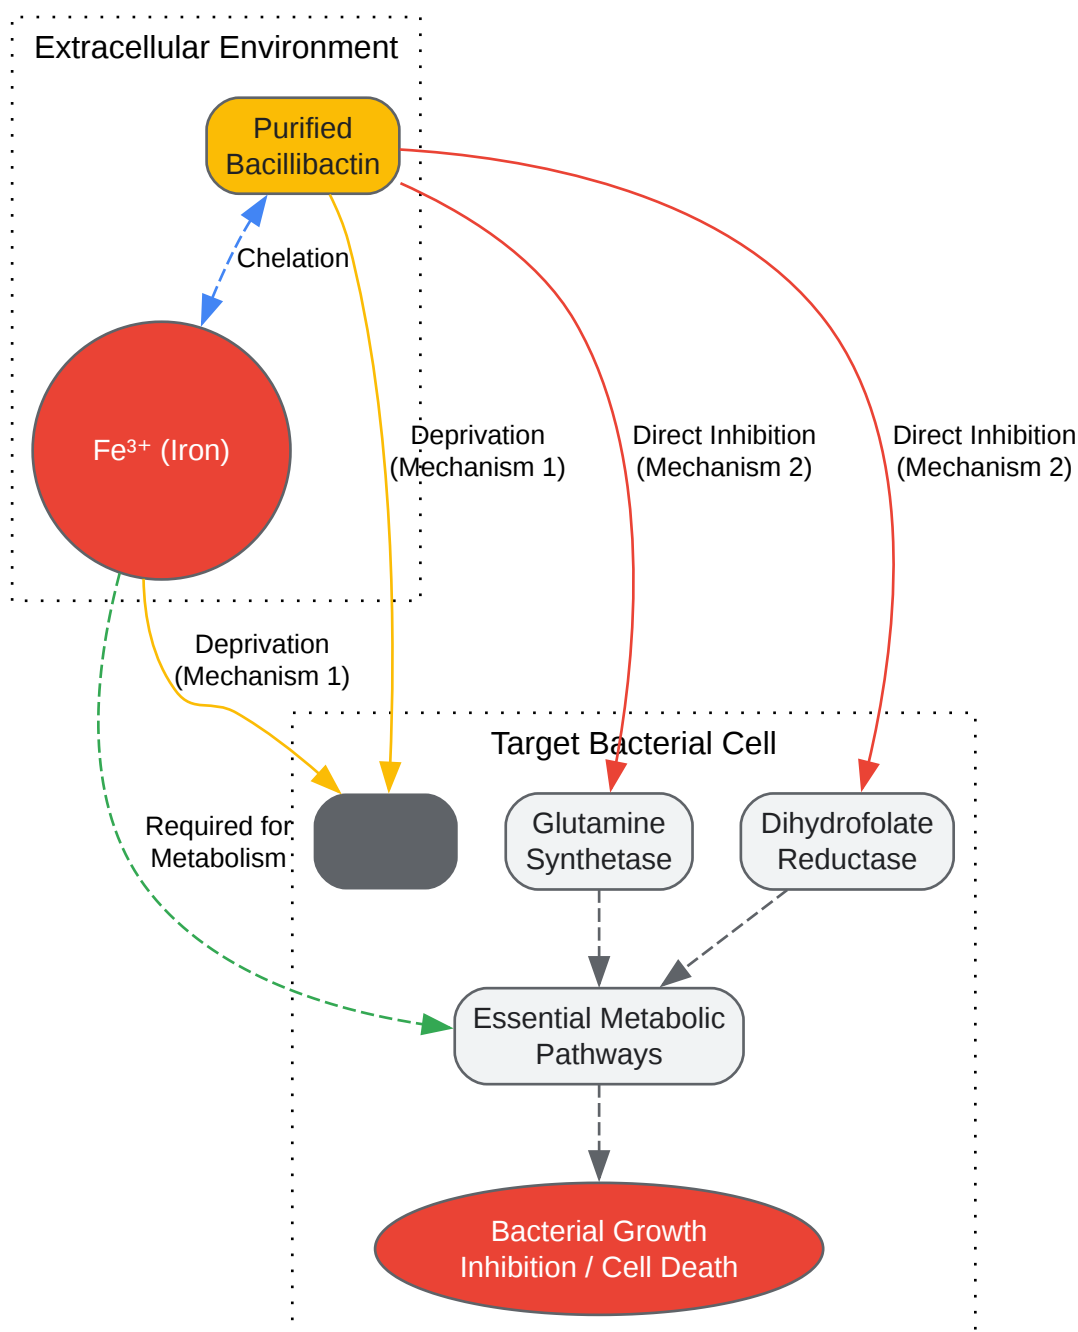 Extracellular Environment
Purified
Bacillibactin
Chelation
Fe³⁺ (Iron)
Deprivation
(Mechanism 1)
Direct Inhibition
(Mechanism 2)
Direct Inhibition
(Mechanism 2)
Deprivation
(Mechanism 1)
Target Bacterial Cell
Required for
Metabolism
Glutamine
Synthetase
Dihydrofolate
Reductase
Essential Metabolic
Pathways
Bacterial Growth
Inhibition / Cell Death